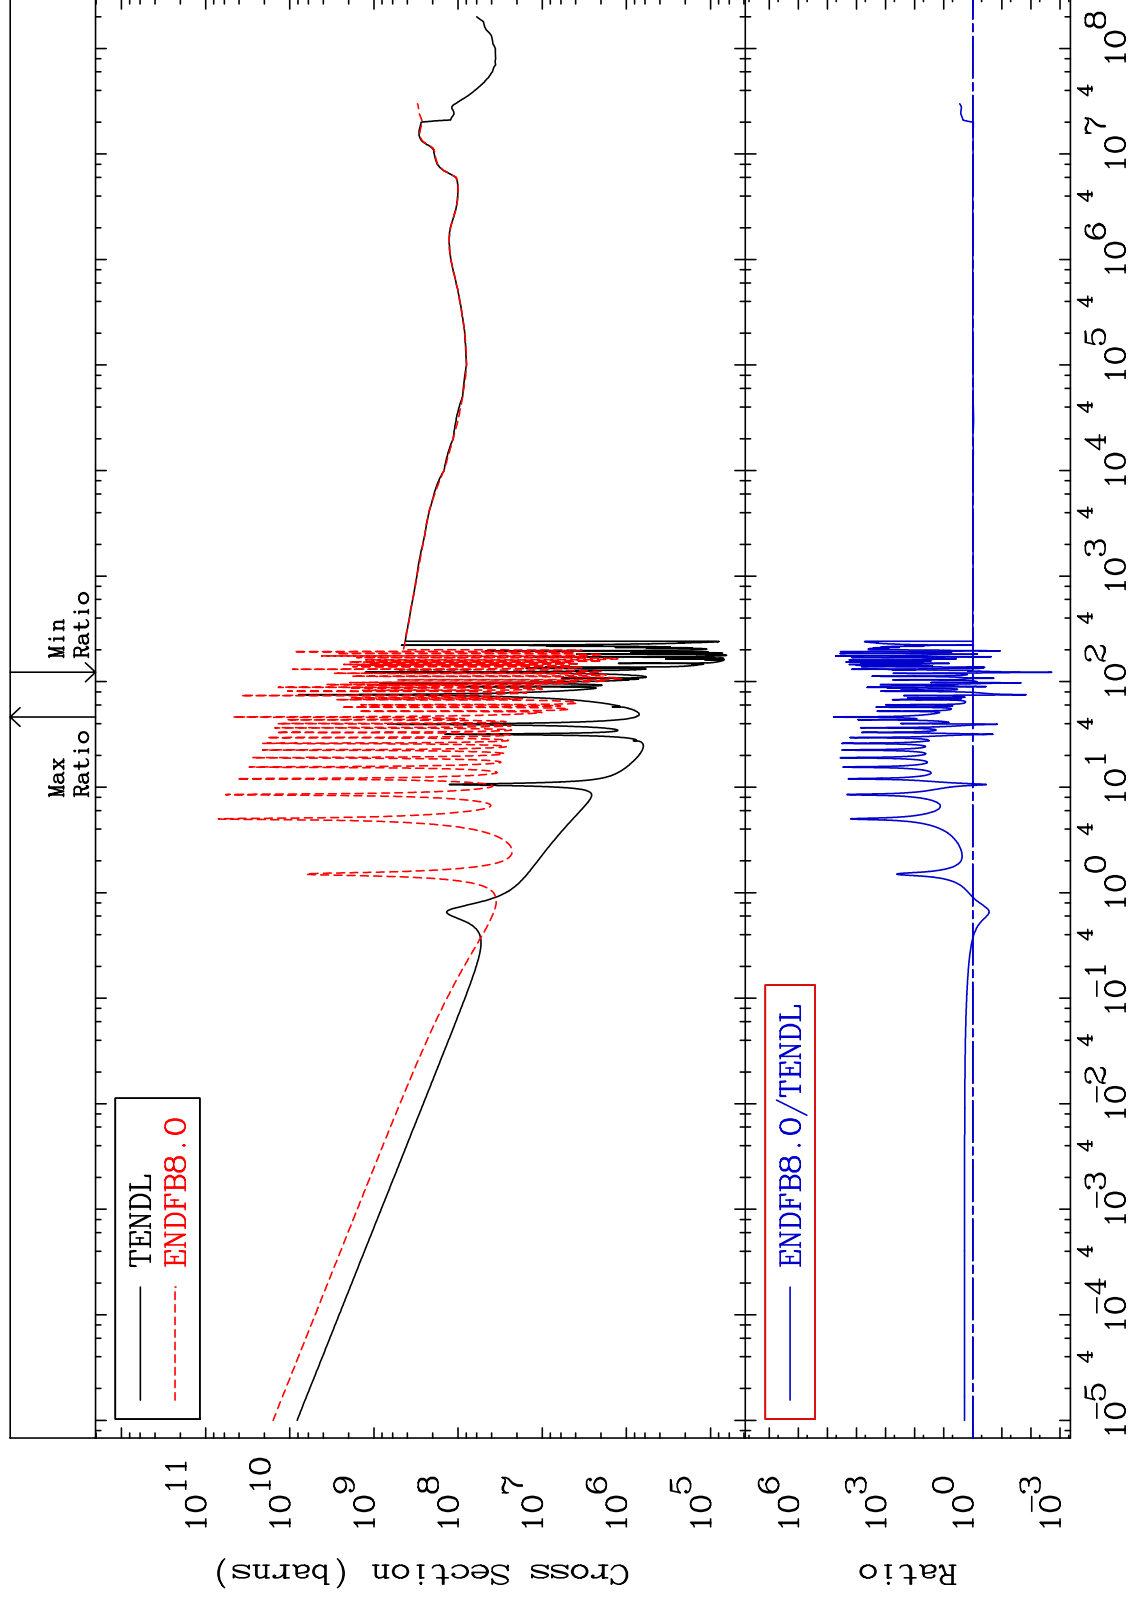 Max
Ratio
Min
Ratio
TENDL
ENDFB8.0
10^11
10^10
10^9
10^8
10^7
10^6
10^5
Cross Section (barns)
ENDFB8.0/TENDL
10^6
10^3
10^0
10^-3
Ratio
10^-5 4 10^-4 4 10^-3 4 10^-2 4 10^-1 4 10^0 4 10^1 4 10^2 4 10^3 4 10^4 4 10^5 4 10^6 4 10^7 4 10^8